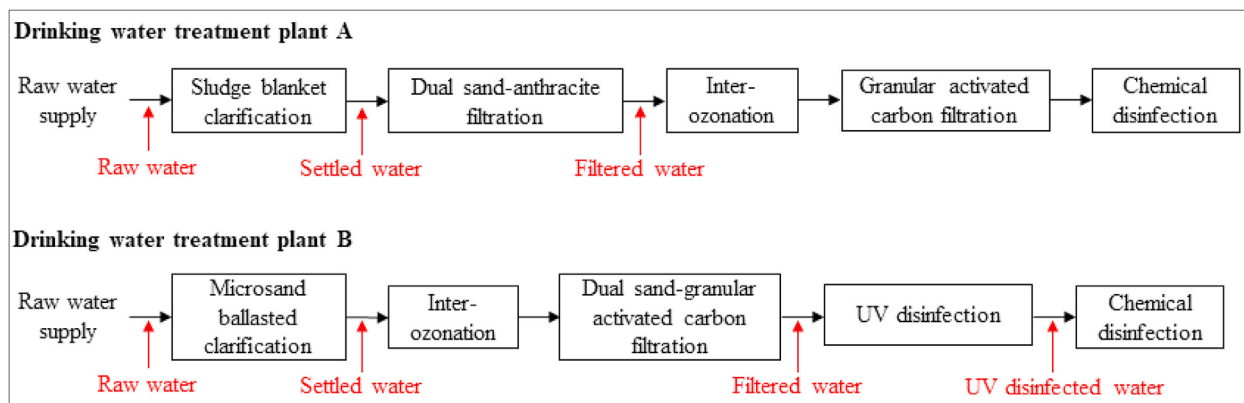 Drinking water treatment plant A
Raw water
supply
Sludge blanket
clarification
Dual sand-anthracite
filtration
Inter-
ozonation
Granular activated
carbon filtration
Chemical
disinfection
Raw water
Settled water
Filtered water
Drinking water treatment plant B
Raw water
supply
Microsand
ballasted
clarification
Inter-
ozonation
Dual sand-granular
activated carbon
filtration
UV disinfection
Chemical
disinfection
Raw water
Settled water
Filtered water
UV disinfected water